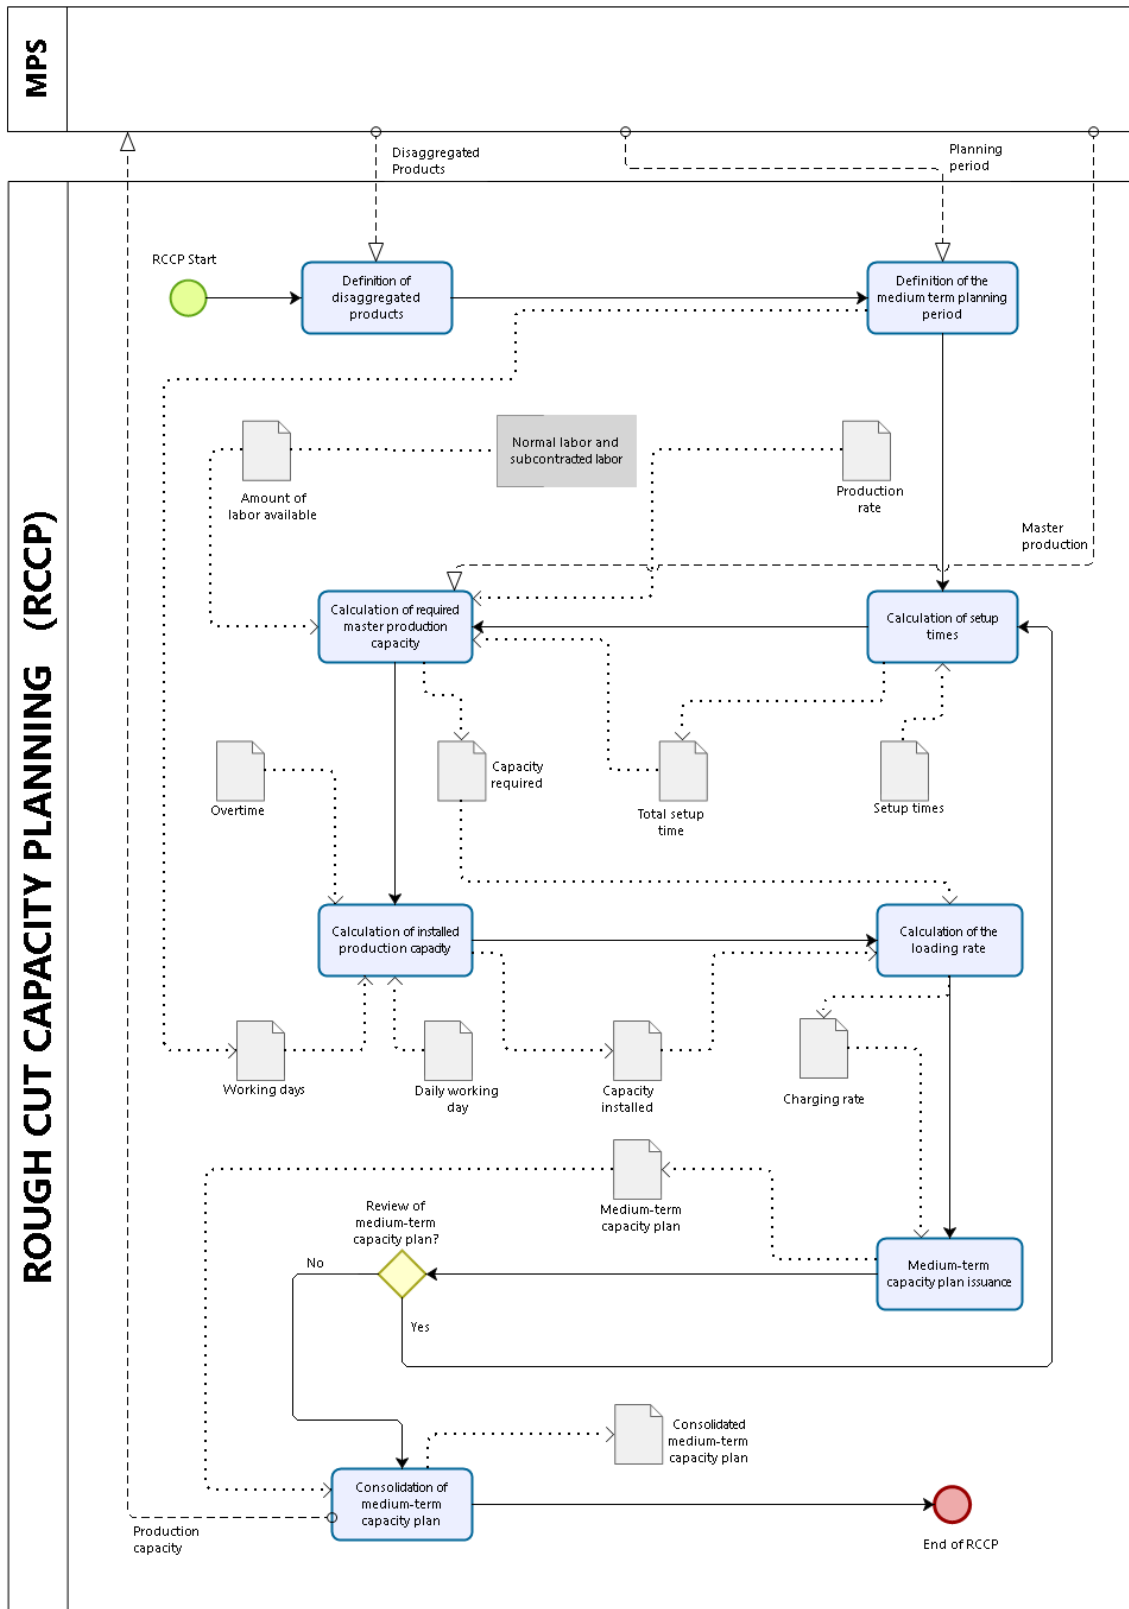 MPS
Disaggregated
Products
Planning
period
ROUGH CUT CAPACITY PLANNING (RCCP)
RCCP Start
Definition of
disaggregated
products
Definition of the
medium term planning
period
Amount of
labor available
Normal labor and
subcontracted labor
Production
rate
Master
production
Calculation of required
master production
capacity
Calculation of setup
times
Overtime
Capacity
required
Total setup
time
Setup times
Calculation of installed
production capacity
Calculation of the
loading rate
Working days
Daily working
day
Capacity
installed
Charging rate
Medium-term
capacity plan
Review of
medium-term
capacity plan?
No
Yes
Medium-term
capacity plan issuance
Consolidated
medium-term
capacity plan
Consolidation of
medium-term
capacity plan
Production
capacity
End of RCCP